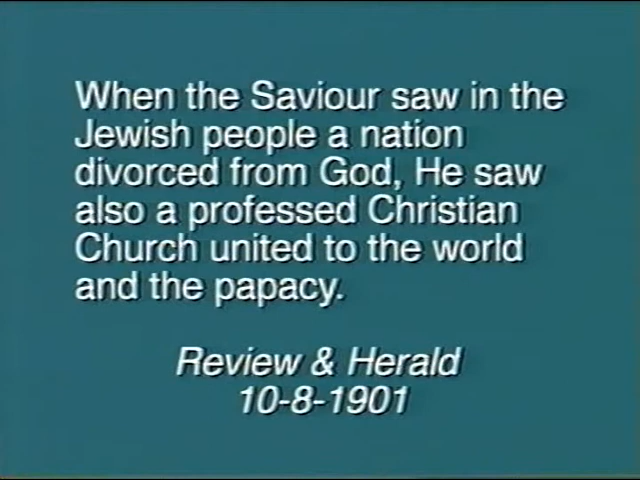 When the Saviour saw in the
Jewish people a nation
divorced from God, He saw
also a professed Christian
Church united to the world
and the papacy.
Review & Herald
10-8-1901